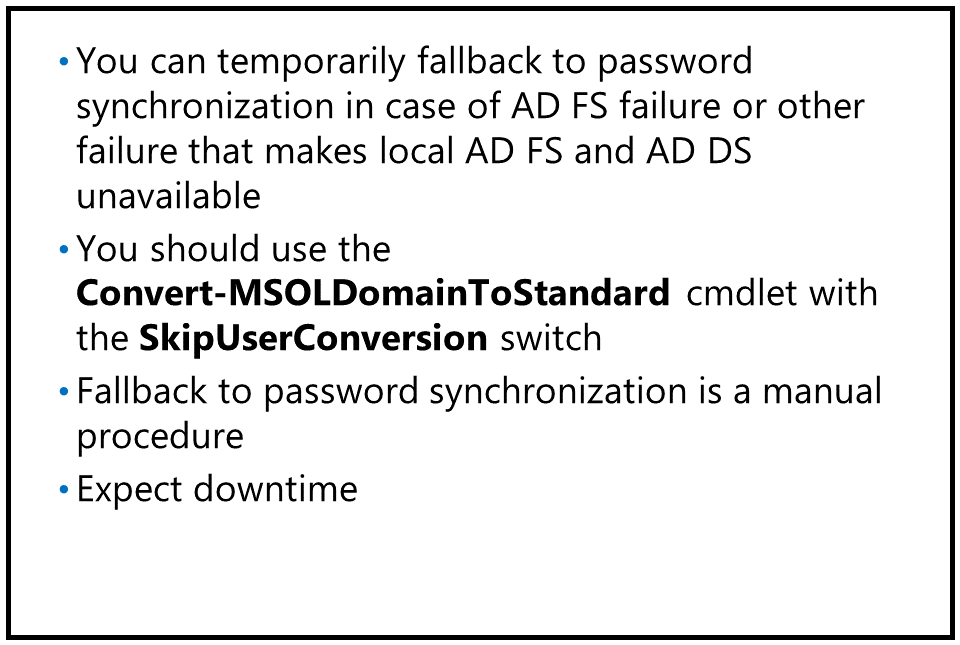 • You can temporarily fallback to password
synchronization in case of AD FS failure or other
failure that makes local AD FS and AD DS
unavailable
• You should use the
Convert-MSOLDomainToStandard cmdlet with
the SkipUserConversion switch
• Fallback to password synchronization is a manual
procedure
• Expect downtime